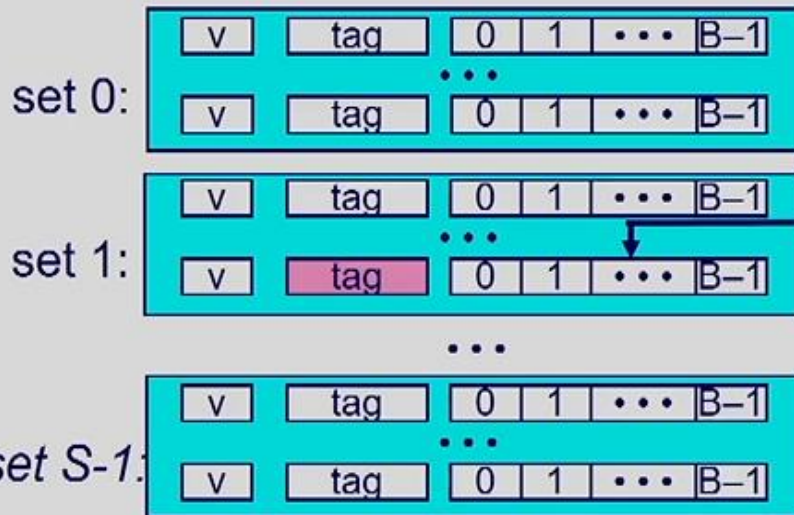 v tag 0 1 ••• B–1
•••
set 0:
v tag 0 1 ••• B–1
v tag 0 1 ••• B–1
•••
set 1:
v tag 0 1 ••• B–1
•••
v tag 0 1 ••• B–1
•••
set S-1:
v tag 0 1 ••• B–1